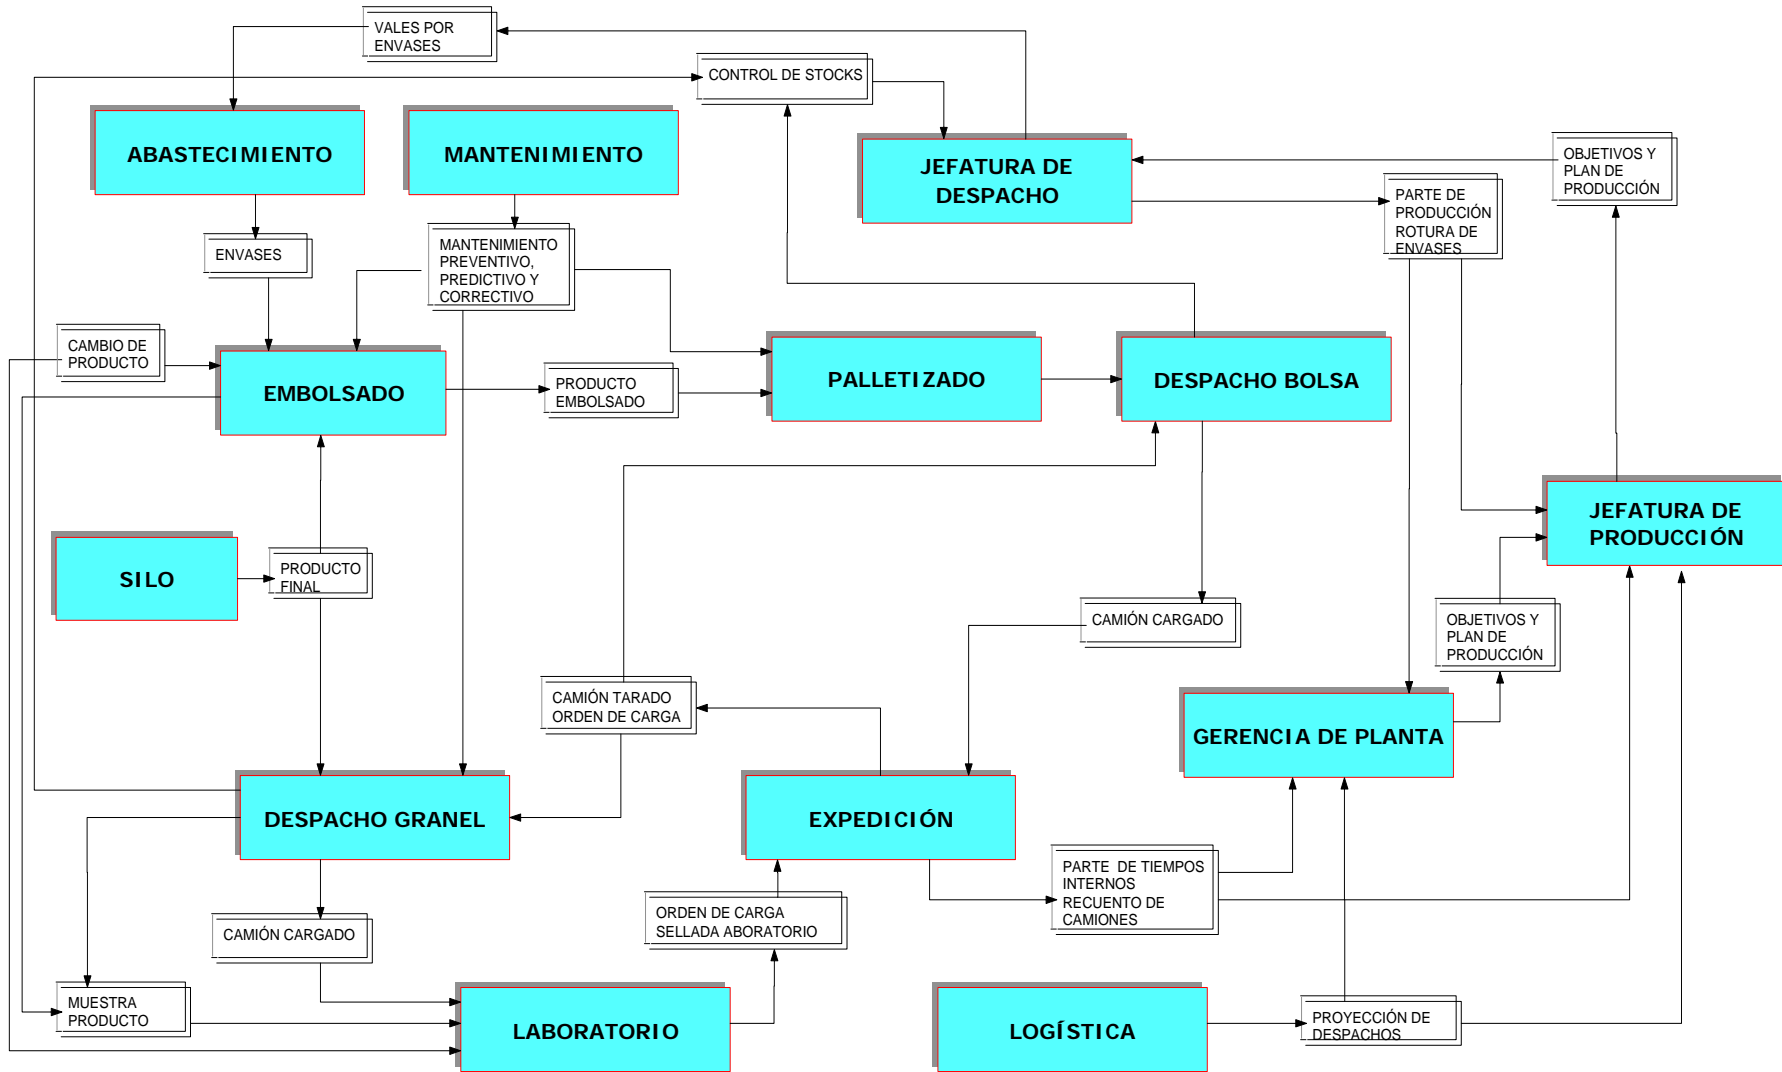 VALES POR
ENVASES
CONTROL DE STOCKS
ABASTECIMIENTO
MANTENIMIENTO
JEFATURA DE
DESPACHO
OBJETIVOS Y
PLAN DE
PRODUCCIÓN
PARTE DE
PRODUCCIÓN
ROTURA DE
ENVASES
ENVASES
MANTENIMIENTO
PREVENTIVO,
PREDICTIVO Y
CORRECTIVO
CAMBIO DE
PRODUCTO
EMBOLSADO
PRODUCTO
EMBOLSADO
PALLETIZADO
DESPACHO BOLSA
JEFATURA DE
PRODUCCIÓN
SILO
PRODUCTO
FINAL
CAMIÓN CARGADO
OBJETIVOS Y
PLAN DE
PRODUCCIÓN
CAMIÓN TARADO
ORDEN DE CARGA
GERENCIA DE PLANTA
DESPACHO GRANEL
EXPEDICIÓN
PARTE DE TIEMPOS
INTERNOS
RECUENTO DE
CAMIONES
ORDEN DE CARGA
SELLADA ABORATORIO
CAMIÓN CARGADO
MUESTRA
PRODUCTO
LABORATORIO
LOGÍSTICA
PROYECCIÓN DE
DESPACHOS